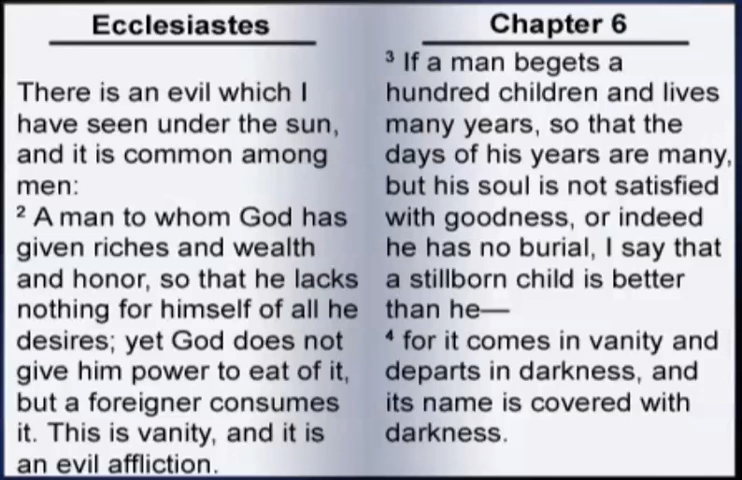 Ecclesiastes
There is an evil which I
have seen under the sun,
and it is common among
men:
² A man to whom God has
given riches and wealth
and honor, so that he lacks
nothing for himself of all he
desires; yet God does not
give him power to eat of it,
but a foreigner consumes
it. This is vanity, and it is
an evil affliction.
Chapter 6
³ If a man begets a
hundred children and lives
many years, so that the
days of his years are many,
but his soul is not satisfied
with goodness, or indeed
he has no burial, I say that
a stillborn child is better
than he—
⁴ for it comes in vanity and
departs in darkness, and
its name is covered with
darkness.